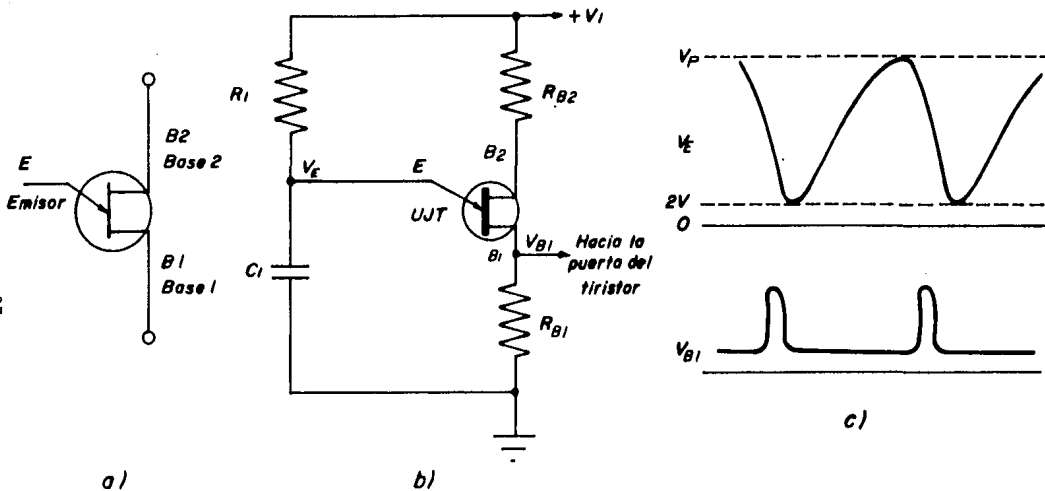 B2
Base 2
E
Emisor
B1
Base 1
a)
+V1
R1
RB2
B2
VE
E
UJT
B1
VB1
Hacia la
puerta del
tiristor
C1
RB1
b)
VP
VE
2V
0
VB1
c)